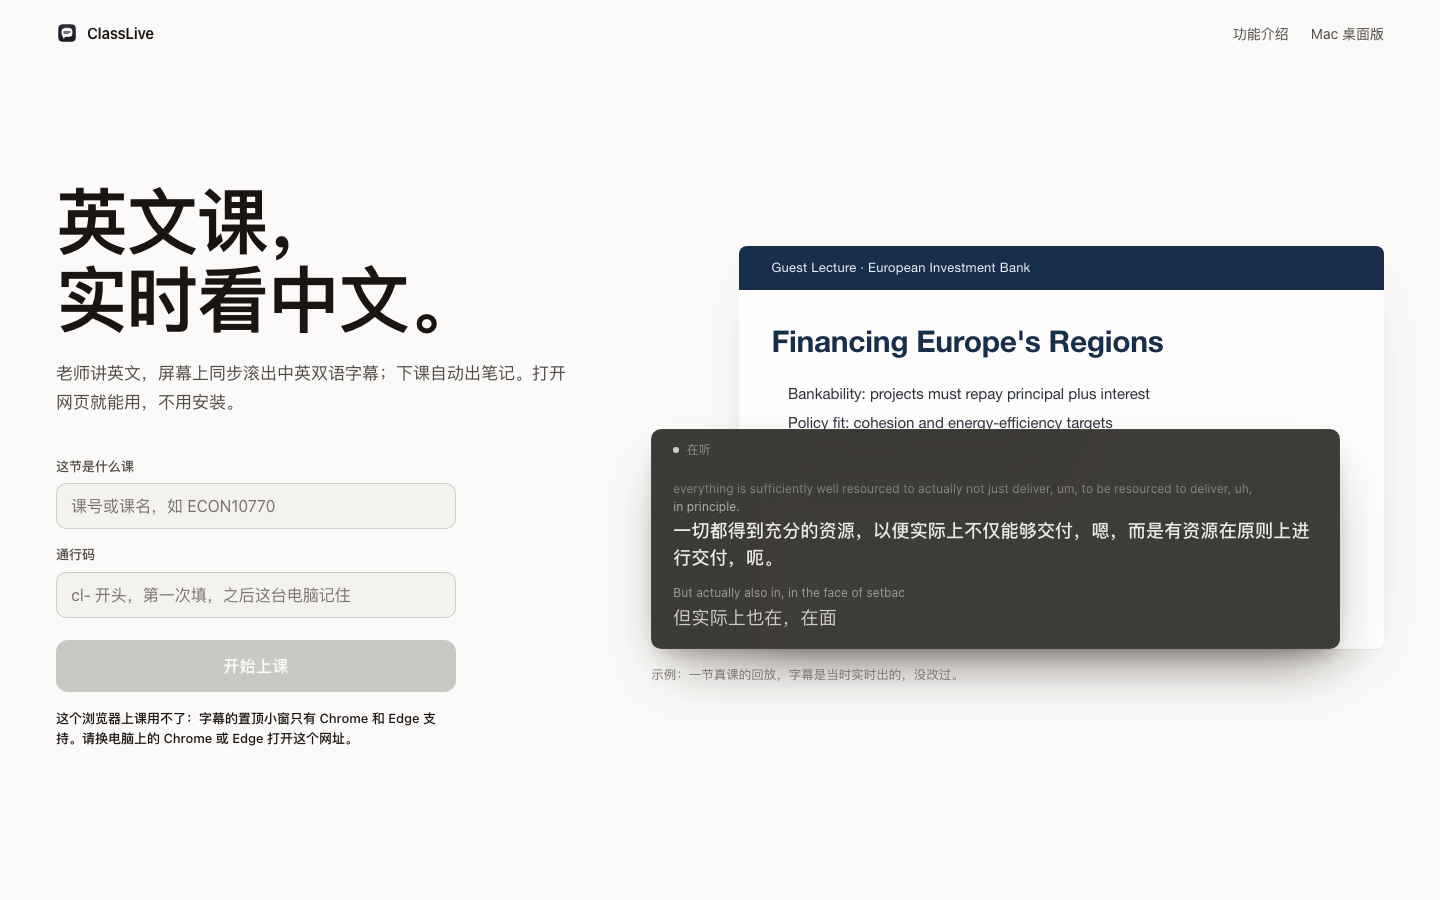 ClassLive
功能介绍
Mac 桌面版
英文课，
实时看中文。
老师讲英文，屏幕上同步滚出中英双语字幕；下课自动出笔记。打开
网页就能用，不用安装。
这节是什么课
课号或课名，如 ECON10770
通行码
cl- 开头，第一次填，之后这台电脑记住
开始上课
这个浏览器上课用不了：字幕的置顶小窗只有 Chrome 和 Edge 支
持。请换电脑上的 Chrome 或 Edge 打开这个网址。
Guest Lecture · European Investment Bank
Financing Europe's Regions
Bankability: projects must repay principal plus interest
Policy fit: cohesion and energy-efficiency targets
在听
everything is sufficiently well resourced to actually not just deliver, um, to be resourced to deliver, uh,
in principle.
一切都得到充分的资源，以便实际上不仅能够交付，嗯，而是有资源在原则上进
行交付，呃。
But actually also in, in the face of setbac
但实际上也在，在面
示例：一节真课的回放，字幕是当时实时出的，没改过。